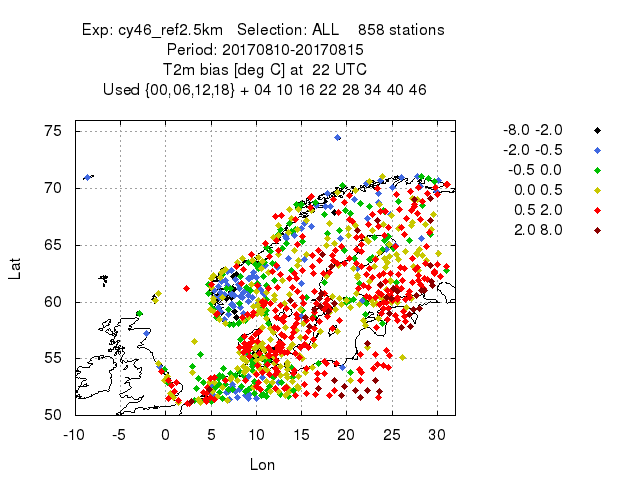 Exp: cy46_ref2.5km   Selection: ALL    858 stations
Period: 20170810-20170815
T2m bias [deg C] at  22 UTC
Used {00,06,12,18} + 04 10 16 22 28 34 40 46
-8.0 -2.0
-2.0 -0.5
-0.5 0.0
0.0 0.5
0.5 2.0
2.0 8.0
75
70
65
60
55
50
Lat
-10 -5 0 5 10 15 20 25 30
Lon